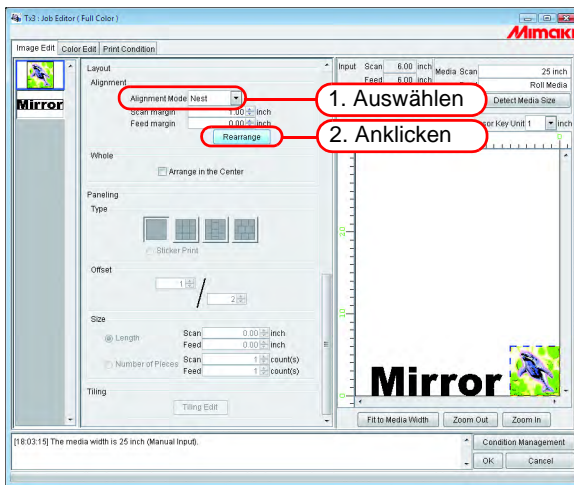 Tx3 : Job Editor ( Full Color )
Mimaki
Image Edit Color Edit Print Condition
Mirror
Layout
Alignment
Alignment Mode Nest
1. Auswählen
Scan margin 1.00 inch
Feed margin 0.00 inch
Rearrange
2. Anklicken
Whole
Arrange in the Center
Paneling
Type
Sticker Print
Offset
1 / 2
Size
Length
Scan 0.00 inch
Feed 0.00 inch
Number of Pieces
Scan 1 count(s)
Feed 1 count(s)
Tiling
Tiling Edit
Input Scan 6.00 inch
Feed 6.00 inch
Media Scan 25 inch
Roll Media
Detect Media Size
sor Key Unit 1 inch
0
20
10
0
Mirror
Fit to Media Width Zoom Out Zoom In
[18:03:15] The media width is 25 inch (Manual Input).
Condition Management
OK Cancel